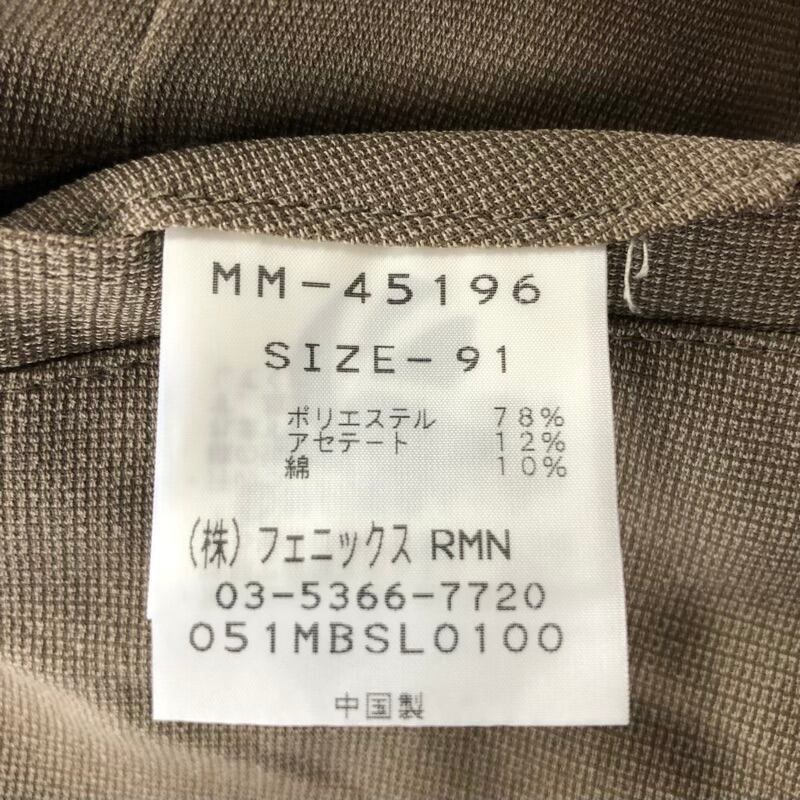 MM-45196
SIZE-91
ポリエステル 78%
アセテート 12%
綿 10%
(株)フェニックス RMN
03-5366-7720
051MBSL0100
中国製